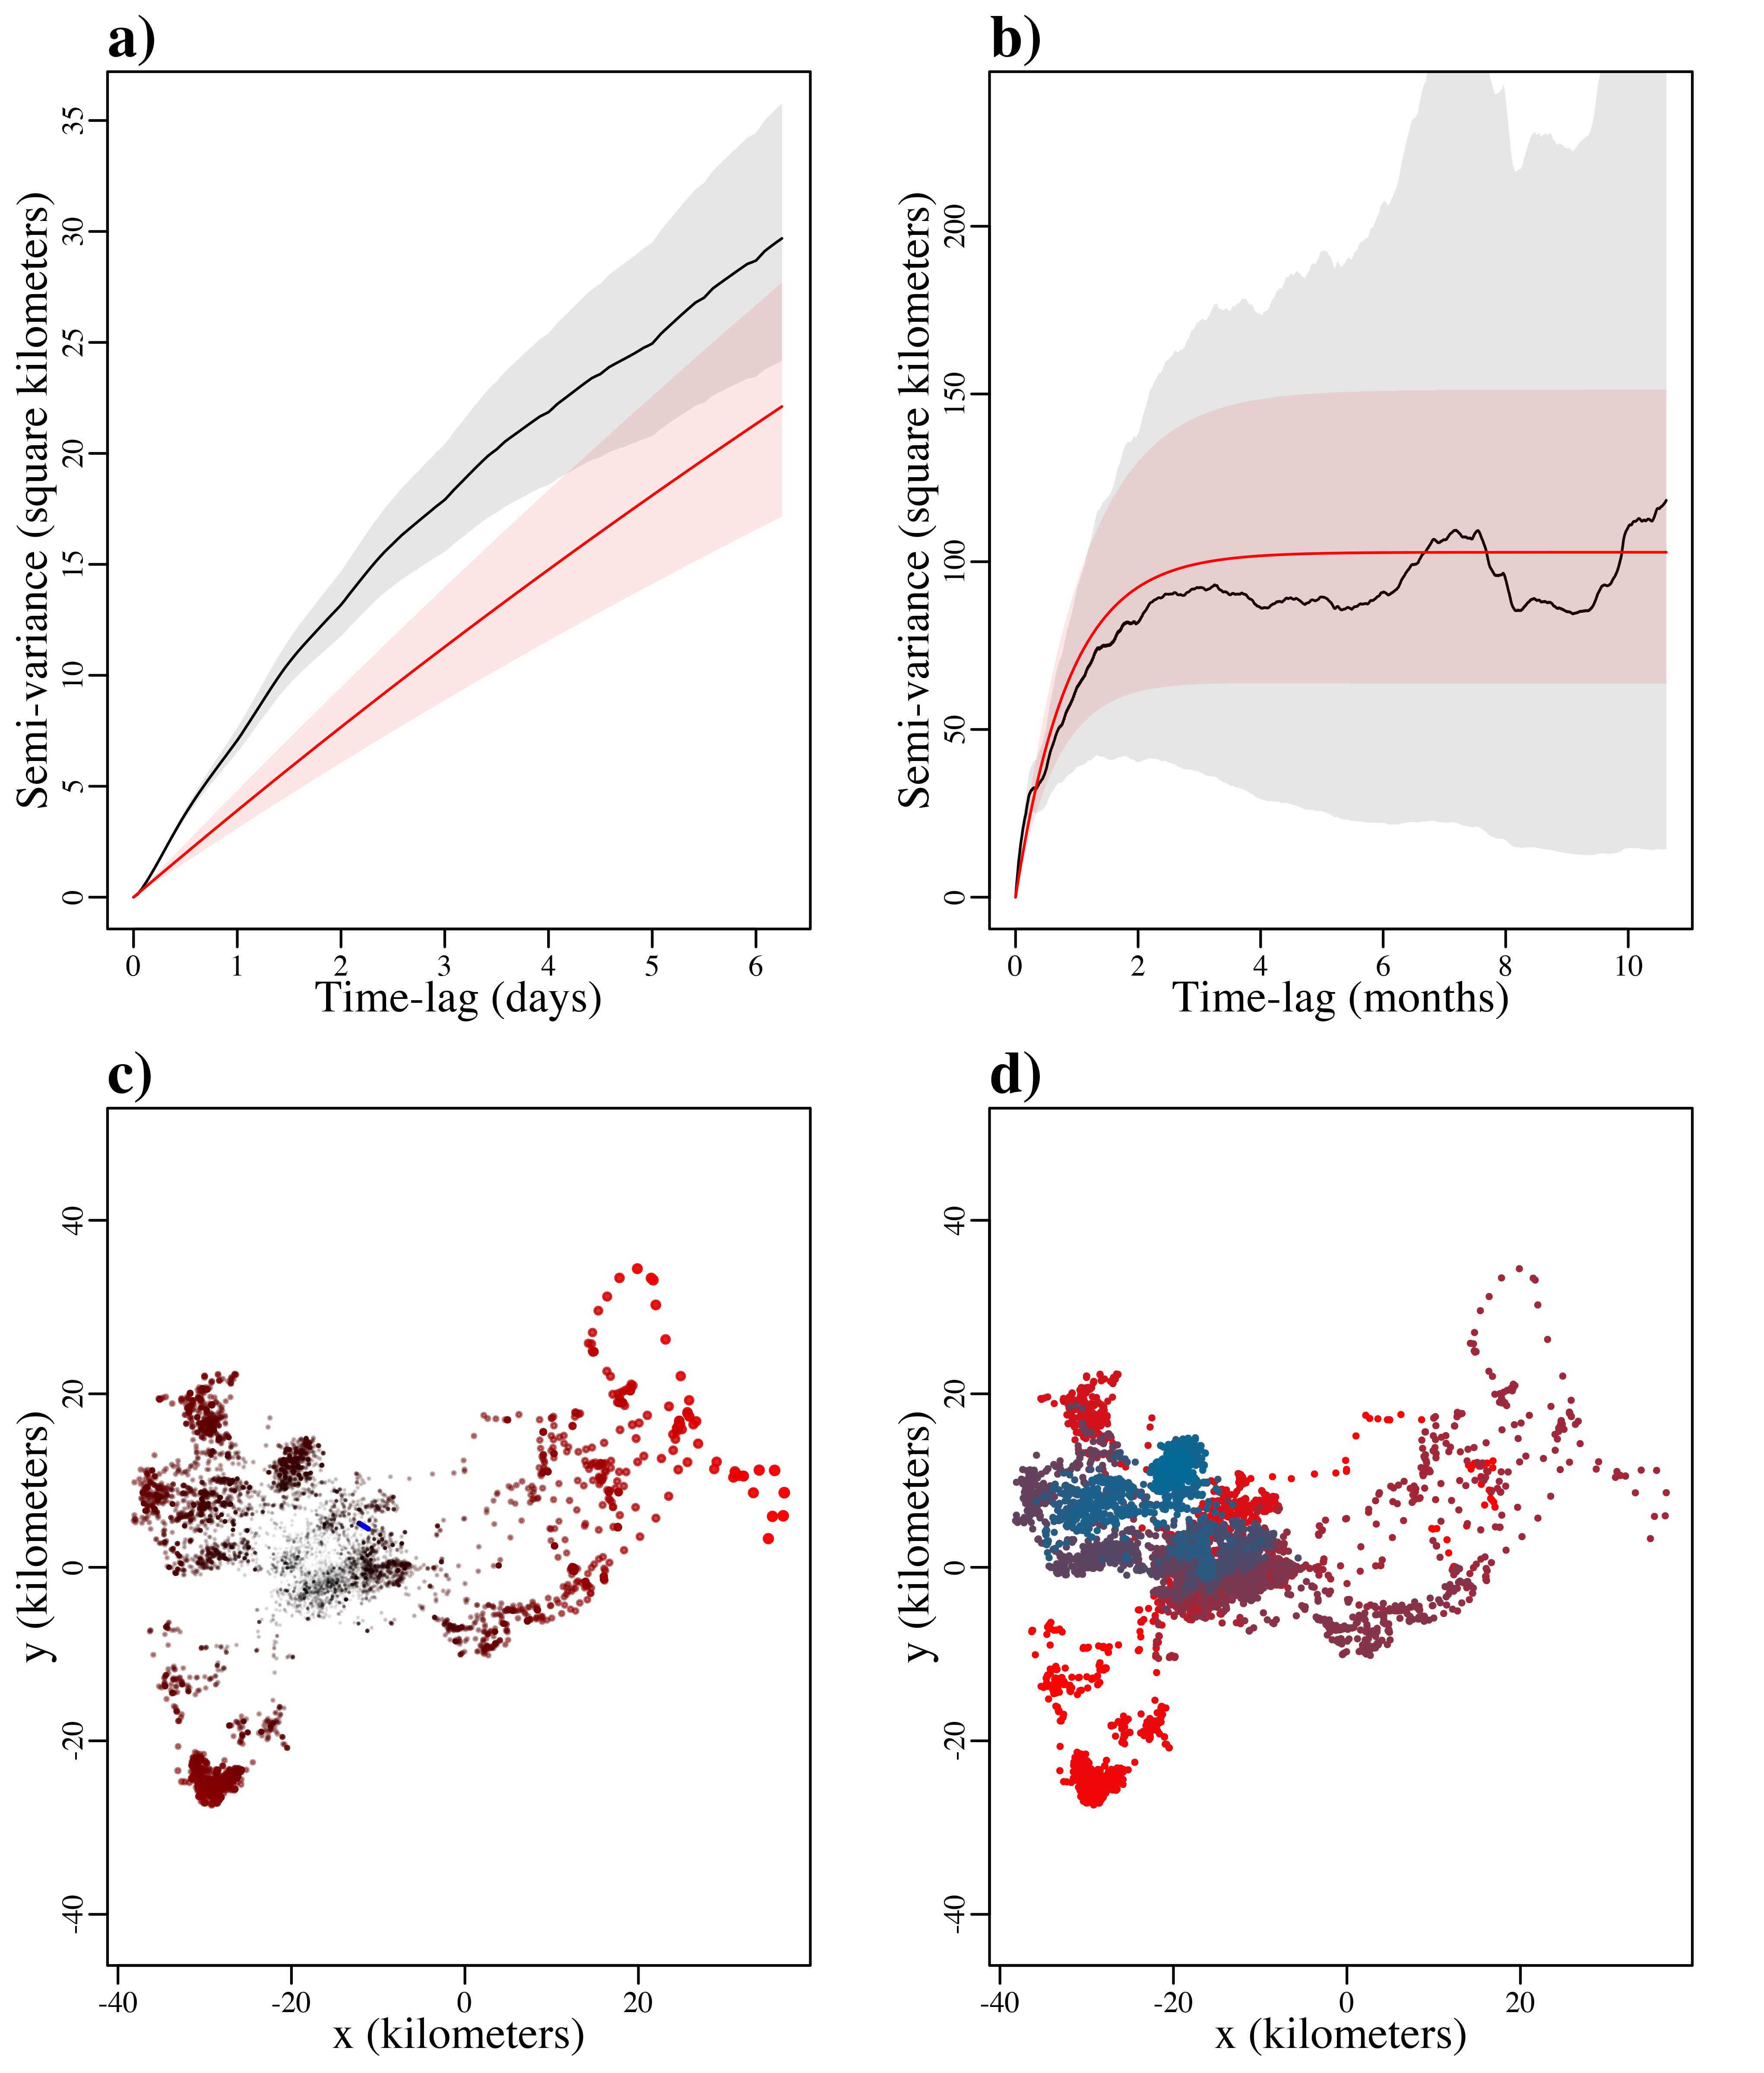 a)
Semi-variance (square kilometers)
35
30
25
20
15
10
5
0
0 1 2 3 4 5 6
Time-lag (days)
b)
Semi-variance (square kilometers)
200
150
100
50
0
0 2 4 6 8 10
Time-lag (months)
c)
y (kilometers)
40
20
0
-20
-40
-40 -20 0 20
x (kilometers)
d)
y (kilometers)
40
20
0
-20
-40
-40 -20 0 20
x (kilometers)